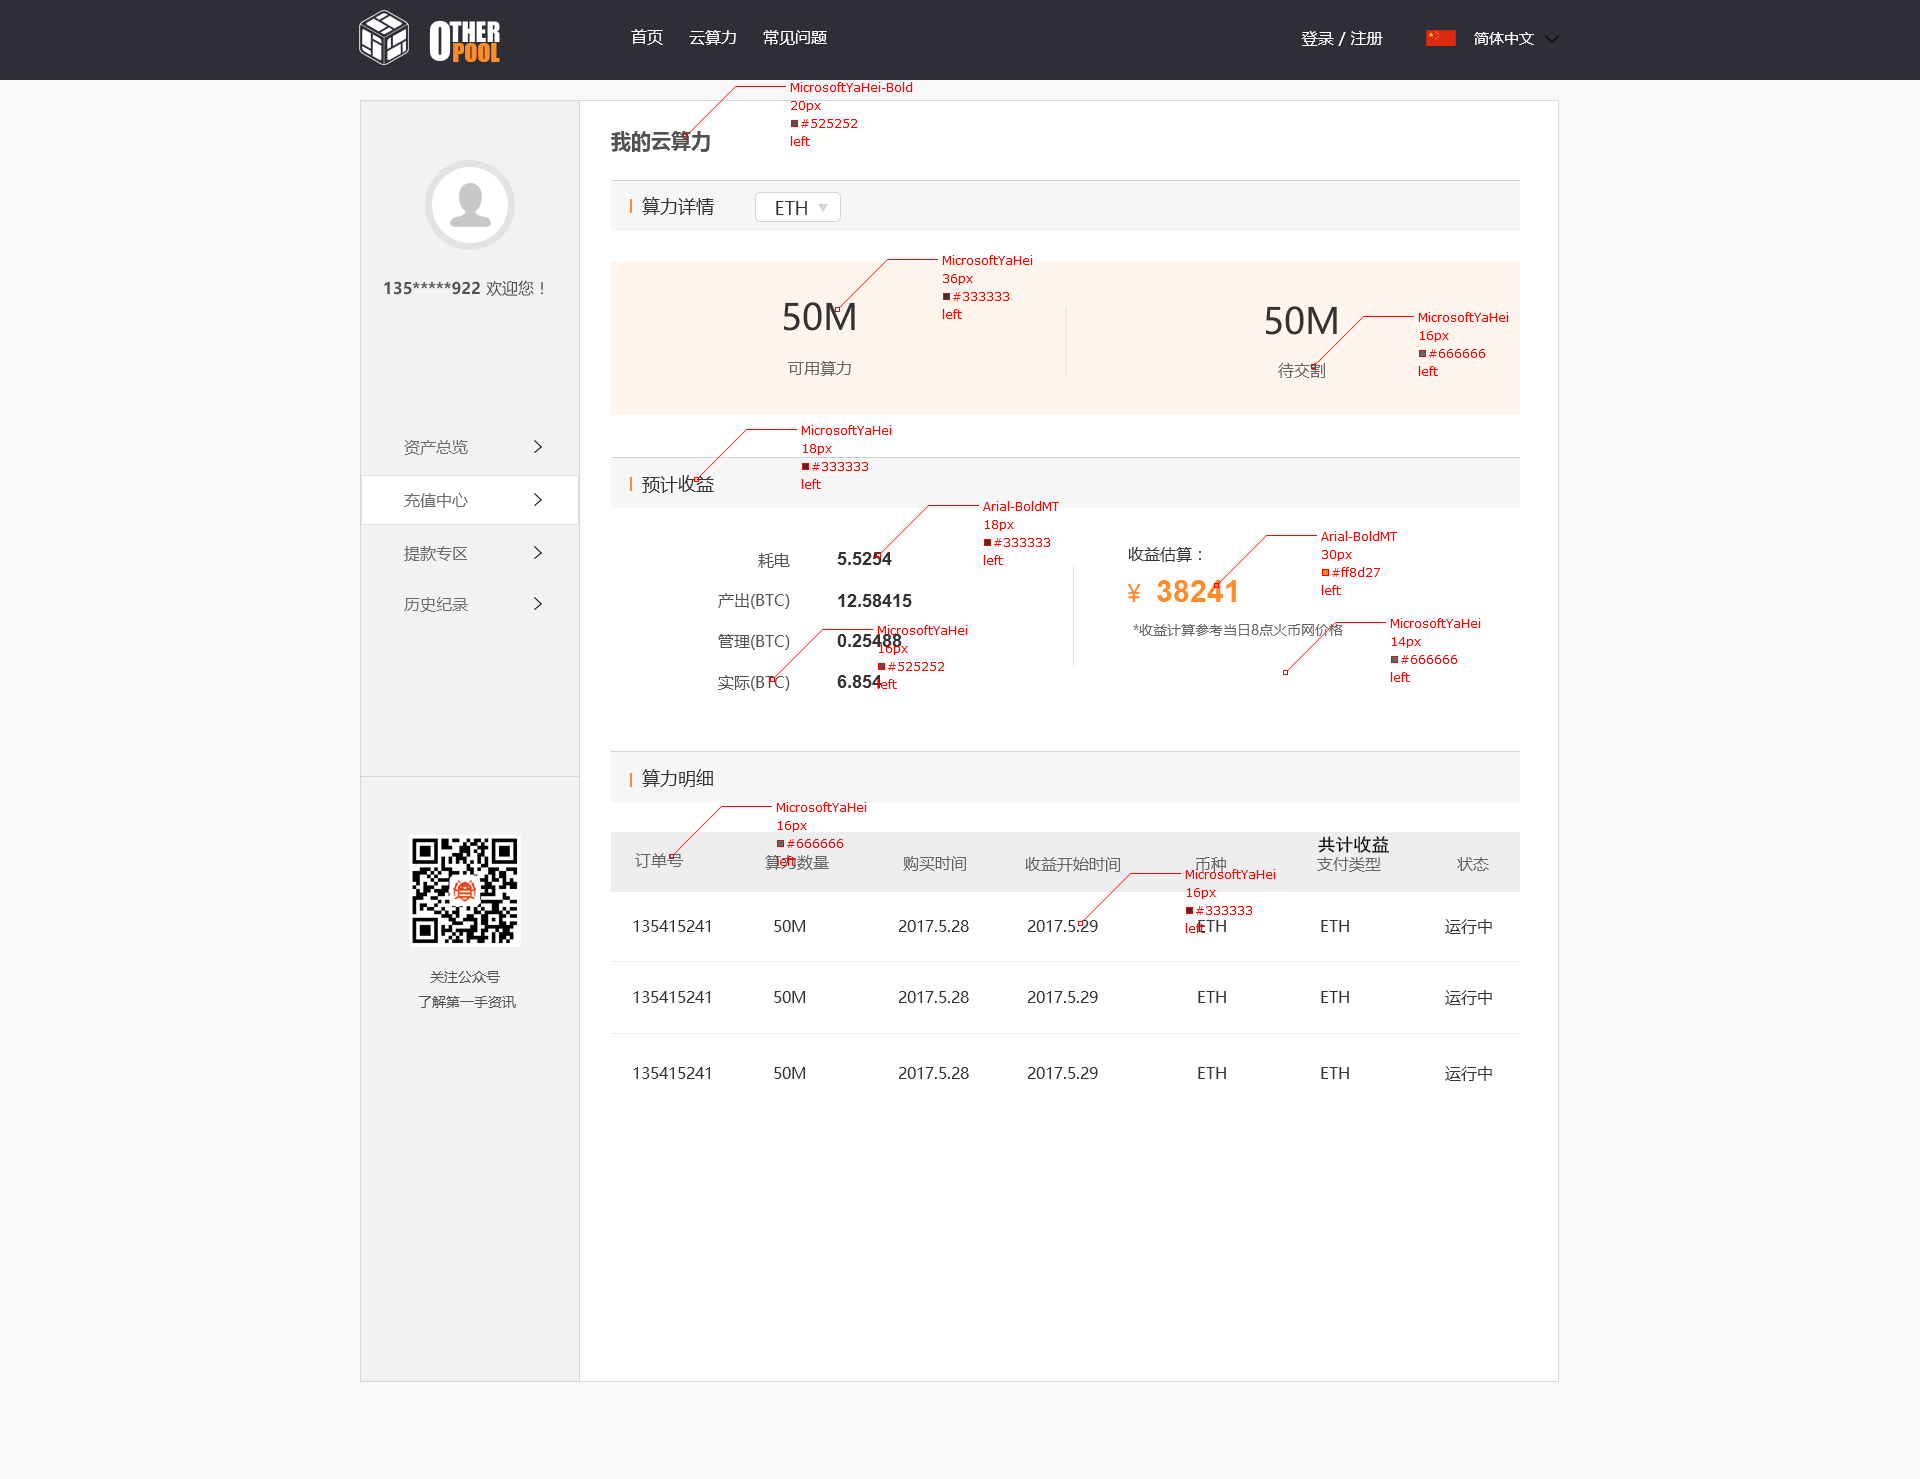 OTHER
POOL
首页 云算力 常见问题
登录 / 注册
简体中文
135*****922 欢迎您！
资产总览
充值中心
提款专区
历史纪录
关注公众号
了解第一手资讯
我的云算力
MicrosoftYaHei-Bold
20px
#525252
left
算力详情
ETH
50M
可用算力
MicrosoftYaHei
36px
#333333
left
50M
待交割
MicrosoftYaHei
16px
#666666
left
预计收益
MicrosoftYaHei
18px
#333333
left
耗电 5.5254
产出(BTC) 12.58415
管理(BTC) 0.25488
实际(BTC) 6.854
Arial-BoldMT
18px
#333333
left
MicrosoftYaHei
16px
#525252
left
收益估算：
¥ 38241
*收益计算参考当日8点火币网价格
Arial-BoldMT
30px
#ff8d27
left
MicrosoftYaHei
14px
#666666
left
算力明细
MicrosoftYaHei
16px
#666666
left
共计收益
订单号 算力数量 购买时间 收益开始时间 币种 支付类型 状态
MicrosoftYaHei
16px
#333333
left
135415241 50M 2017.5.28 2017.5.29 ETH ETH 运行中
135415241 50M 2017.5.28 2017.5.29 ETH ETH 运行中
135415241 50M 2017.5.28 2017.5.29 ETH ETH 运行中